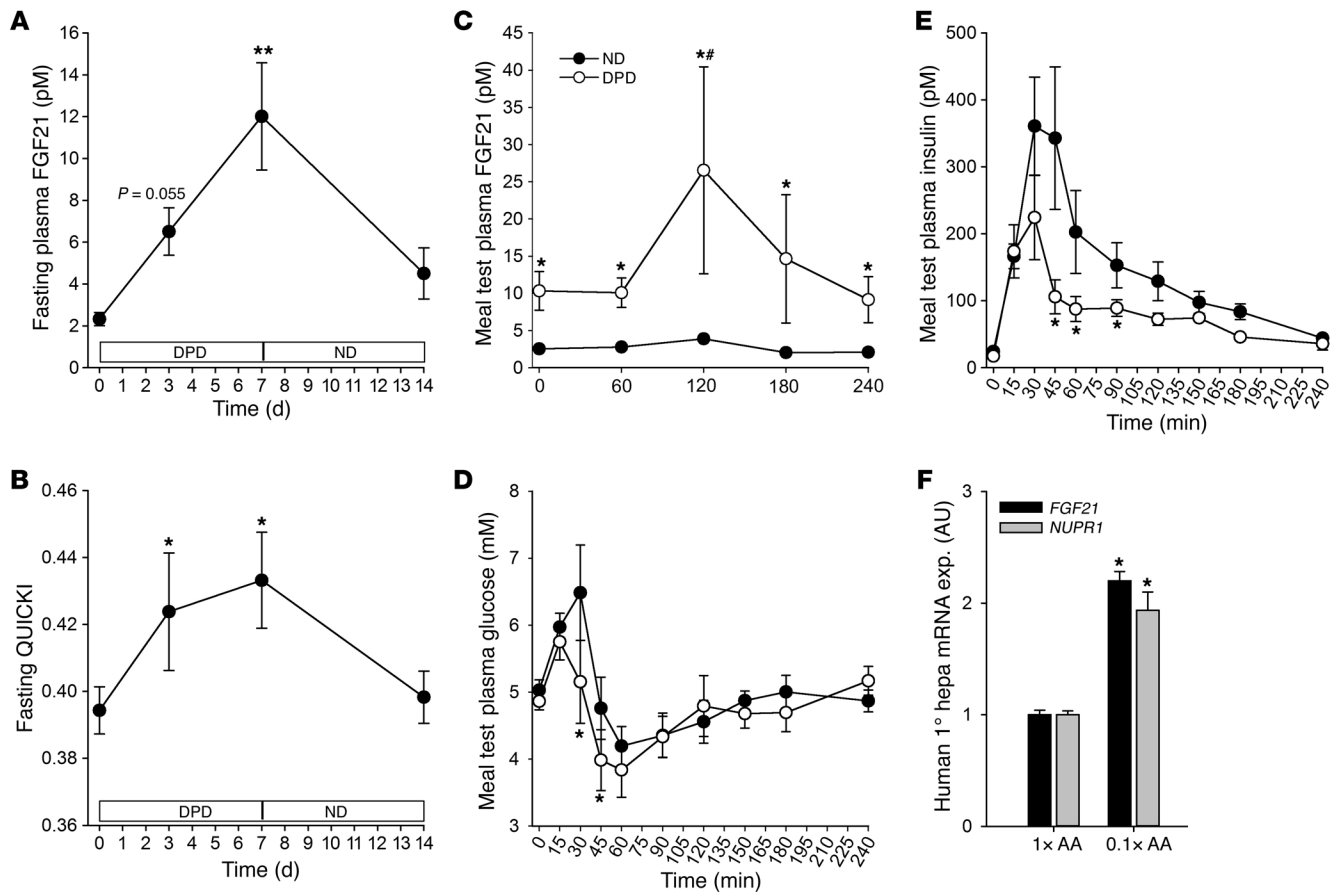 A
Fasting plasma FGF21 (pM)
16
14
12
10
8
6
4
2
0
**
P = 0.055
DPD ND
0 1 2 3 4 5 6 7 8 9 10 11 12 13 14
Time (d)
B
Fasting QUICKI
0.46
0.44
0.42
0.40
0.38
0.36
*
*
DPD ND
0 1 2 3 4 5 6 7 8 9 10 11 12 13 14
Time (d)
C
Meal test plasma FGF21 (pM)
45
40
35
30
25
20
15
10
5
0
ND
DPD
*#
*
*
*
*
0 60 120 180 240
D
Meal test plasma glucose (mM)
8
7
6
5
4
3
*
*
0 15 30 45 60 75 90 105 120 135 150 165 180 195 210 225 240
Time (min)
E
Meal test plasma insulin (pM)
500
400
300
200
100
0
* * *
0 15 30 45 60 75 90 105 120 135 150 165 180 195 210 225 240
Time (min)
F
Human 1° hepa mRNA exp. (AU)
3
2
1
0
FGF21
NUPR1
*
*
1× AA 0.1× AA